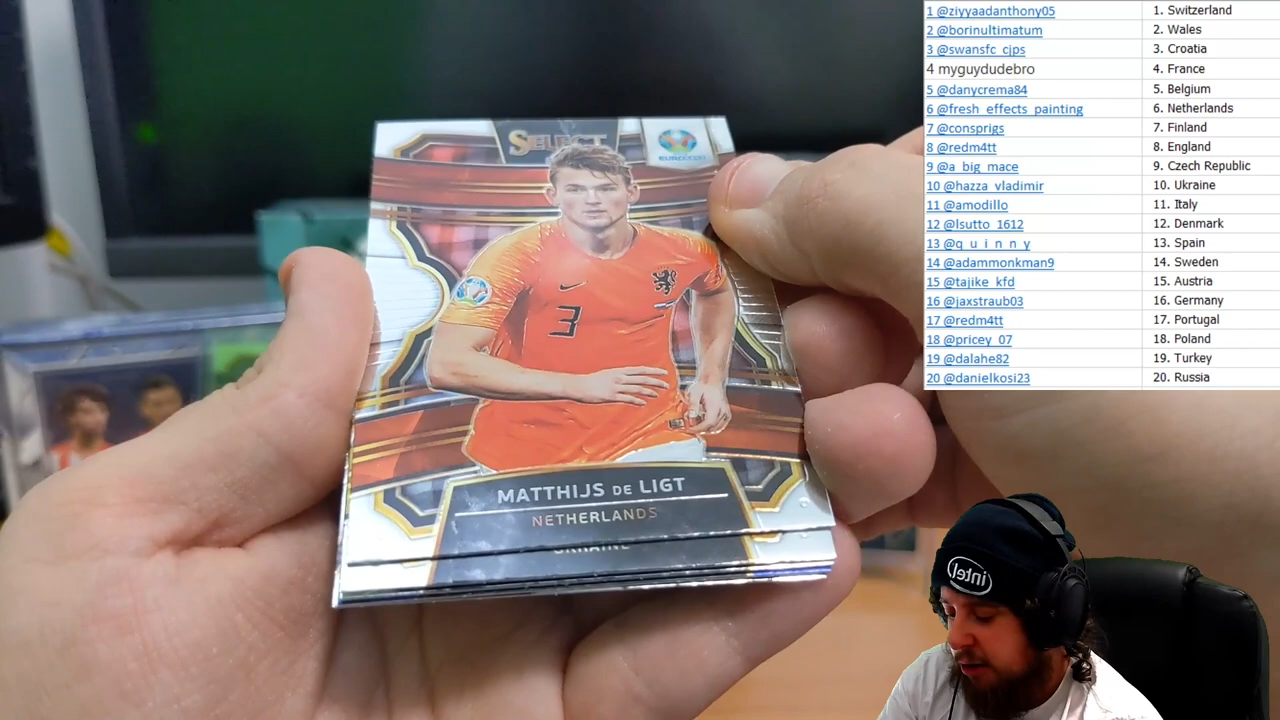 SELECT
EURO2020
3
MATTHIJS DE LIGT
NETHERLANDS
UKRAINE
1 @ziyyaadanthony05 1. Switzerland
2 @borinultimatum 2. Wales
3 @swansfc_cjps 3. Croatia
4 myguydudebro 4. France
5 @danycrema84 5. Belgium
6 @fresh_effects_painting 6. Netherlands
7 @consprigs 7. Finland
8 @redm4tt 8. England
9 @a_big_mace 9. Czech Republic
10 @hazza_vladimir 10. Ukraine
11 @amodillo 11. Italy
12 @lsutto_1612 12. Denmark
13 @q_u_i_n_n_y 13. Spain
14 @adammonkman9 14. Sweden
15 @tajike_kfd 15. Austria
16 @jaxstraub03 16. Germany
17 @redm4tt 17. Portugal
18 @pricey_07 18. Poland
19 @dalahe82 19. Turkey
20 @danielkosi23 20. Russia
intel